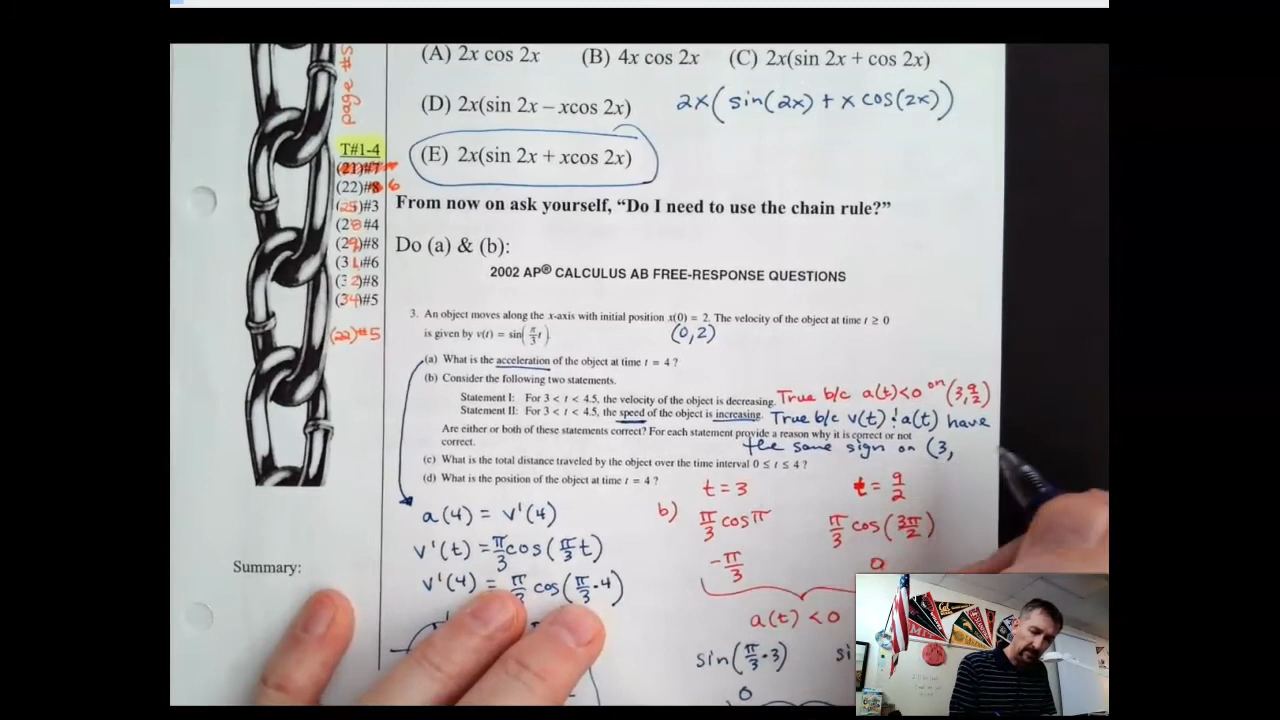 page #s
(A) 2x cos 2x (B) 4x cos 2x (C) 2x(sin 2x + cos 2x)
(D) 2x(sin 2x – xcos 2x) 2x(sin(2x) + x cos(2x))
(E) 2x(sin 2x + xcos 2x)
T#1-4
(21)#7
(22)#8 6
(25)#3
(28#4
(29)#8
(31)#6
(32)#8
(34)#5
(22)#5
From now on ask yourself, “Do I need to use the chain rule?”
Do (a) & (b):
2002 AP® CALCULUS AB FREE-RESPONSE QUESTIONS
3. An object moves along the x-axis with initial position x(0) = 2. The velocity of the object at time t ≥ 0
is given by v(t) = sin(π/3 t). (0,2)
(a) What is the acceleration of the object at time t = 4 ?
(b) Consider the following two statements.
Statement I: For 3 < t < 4.5, the velocity of the object is decreasing. True b/c a(t)<0 on (3, 9/2)
Statement II: For 3 < t < 4.5, the speed of the object is increasing. True b/c v(t) & a(t) have
the same sign on (3,
Are either or both of these statements correct? For each statement provide a reason why it is correct or not
correct.
(c) What is the total distance traveled by the object over the time interval 0 ≤ t ≤ 4 ?
(d) What is the position of the object at time t = 4 ?
a(4) = v'(4)
v'(t) = π/3 cos(π/3 t)
v'(4) = π/3 cos(π/3 · 4)
b) t = 3 t = 9/2
π/3 cos π π/3 cos(3π/2)
-π/3 0
a(t) < 0
sin(π/3 · 3) si
0
Summary: